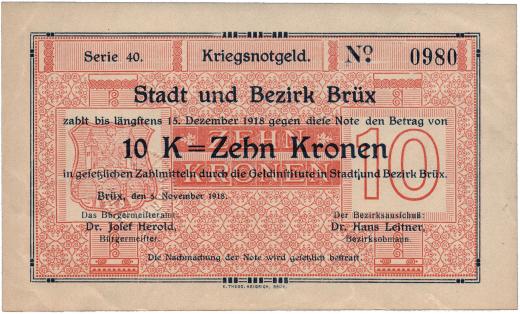 Serie 40. Kriegsnotgeld. No. 0980
Stadt und Bezirk Brüx
zahlt bis längstens 15. Dezember 1918 gegen diese Note den Betrag von
ZEHN
10 K = Zehn Kronen
10
KRONEN
in gesetzlichen Zahlmitteln durch die Geldinstitute in Stadt und Bezirk Brüx.
Brüx, den 5. November 1918.
Das Bürgermeisteramt: Der Bezirksausschuß:
Dr. Josef Herold, Dr. Hans Leitner,
Bürgermeister. Bezirksobmann.
Die Nachmachung der Note wird gesetzlich bestraft.